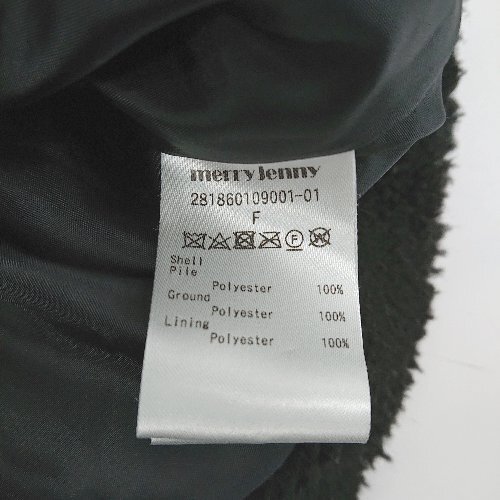 merry jenny
281860109001-01
F
F
Shell
Pile
Polyester 100%
Ground
Polyester 100%
Lining
Polyester 100%